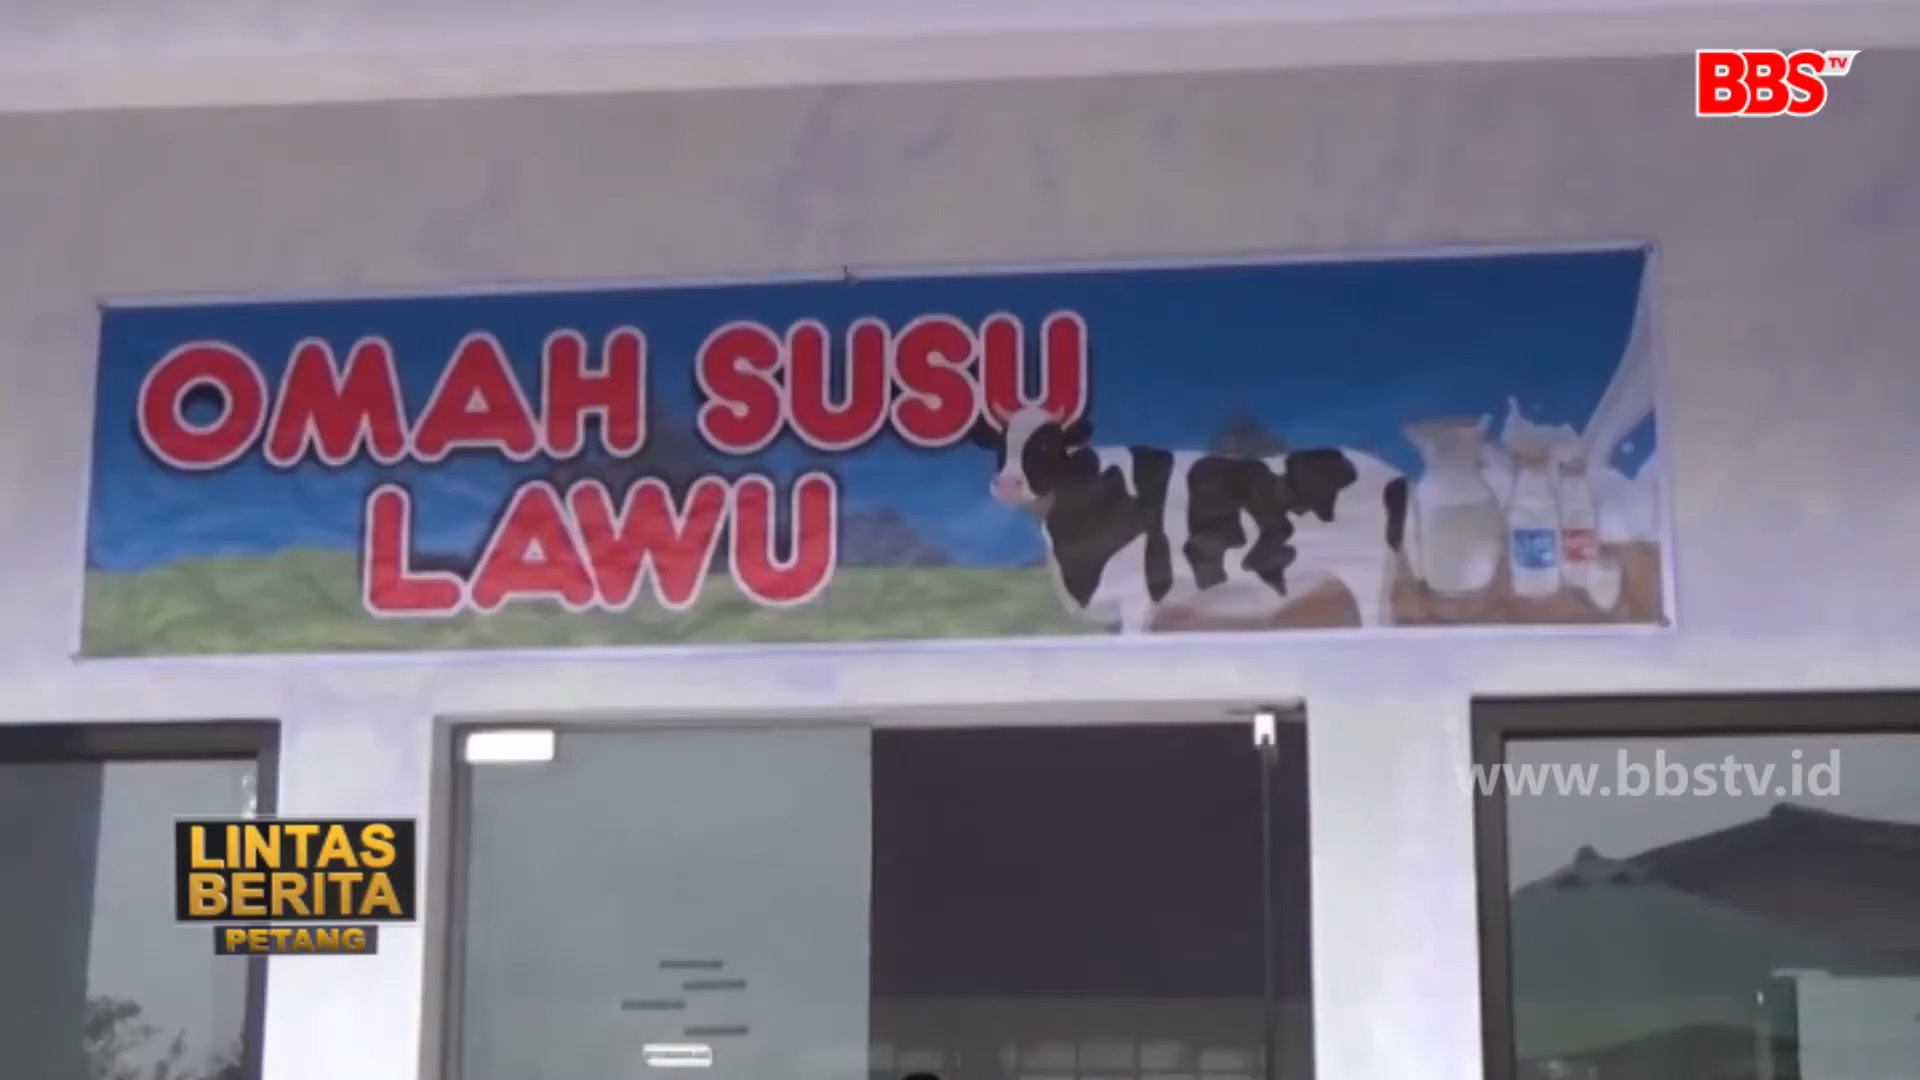 BBS TV
OMAH SUSU
LAWU
www.bbstv.id
LINTAS
BERITA
PETANG